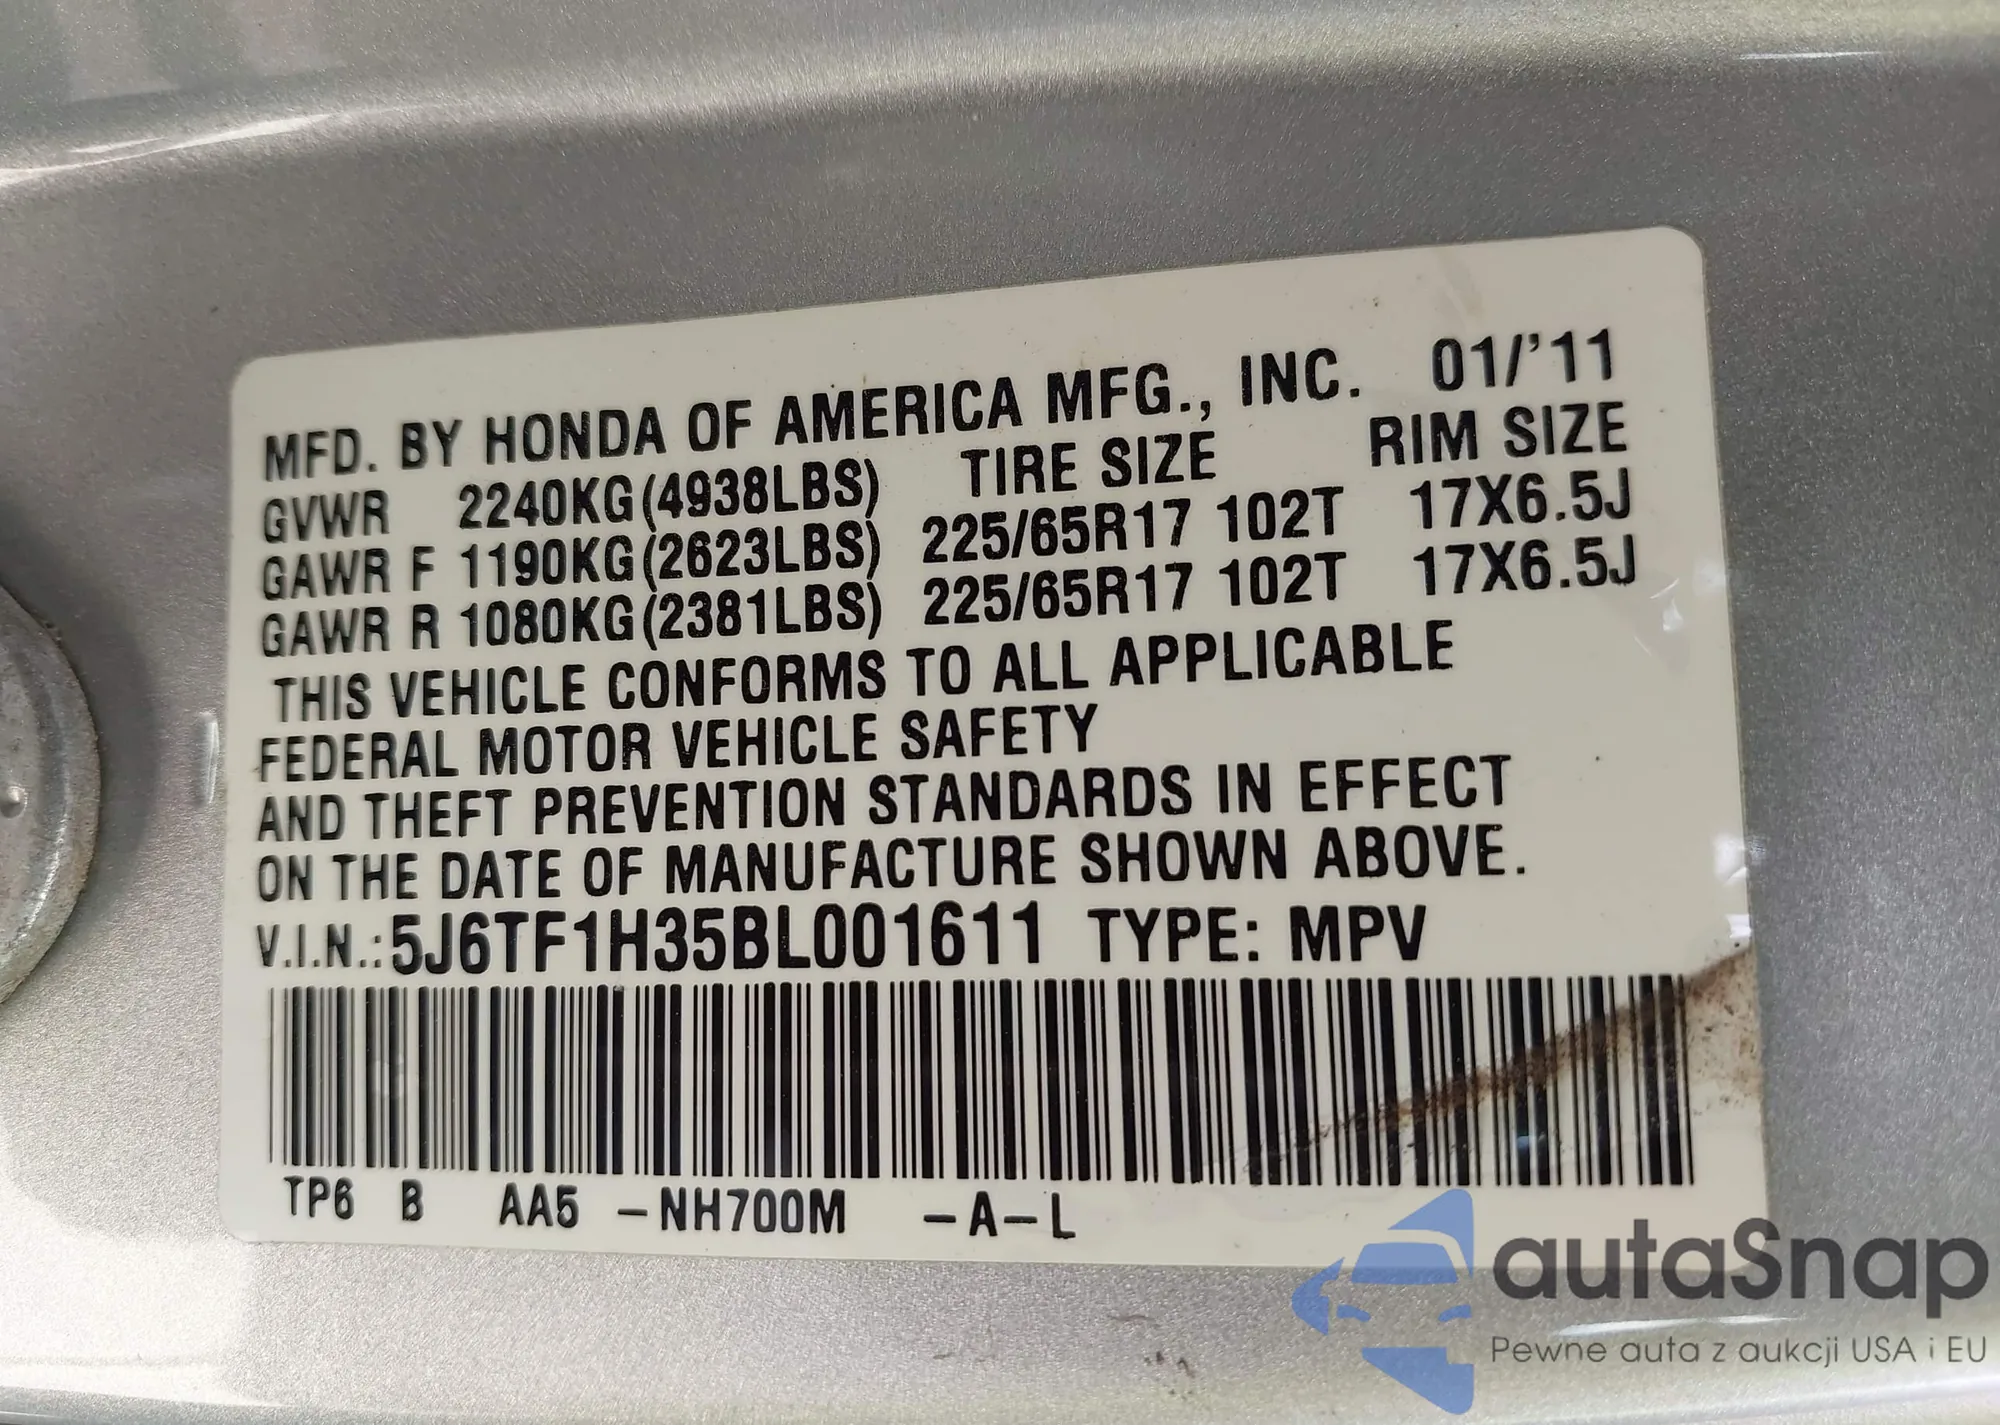 MFD. BY HONDA OF AMERICA MFG., INC. 01/'11
GVWR 2240KG(4938LBS) TIRE SIZE RIM SIZE
GAWR F 1190KG(2623LBS) 225/65R17 102T 17X6.5J
GAWR R 1080KG(2381LBS) 225/65R17 102T 17X6.5J
THIS VEHICLE CONFORMS TO ALL APPLICABLE
FEDERAL MOTOR VEHICLE SAFETY
AND THEFT PREVENTION STANDARDS IN EFFECT
ON THE DATE OF MANUFACTURE SHOWN ABOVE.
V.I.N.:5J6TF1H35BL001611 TYPE: MPV
TP6 B AA5 -NH700M -A-L
autaSnap
Pewne auta z aukcji USA i EU